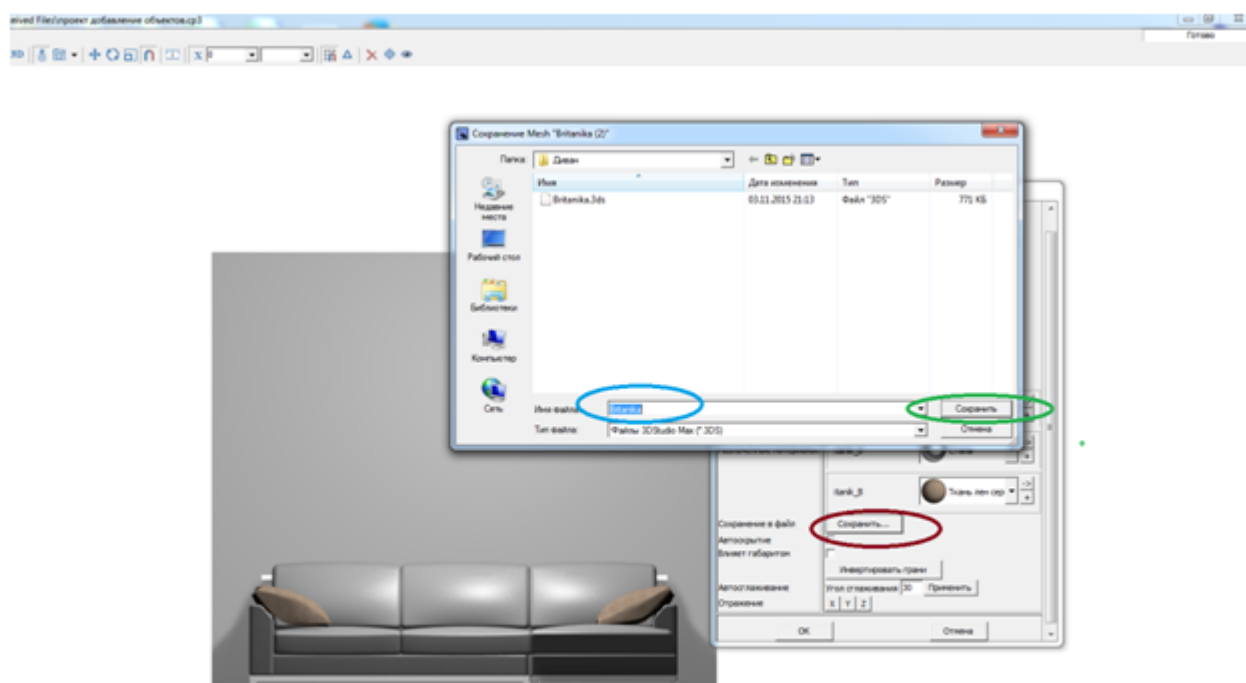 eived Files\проект добавление объектов.cp3
Готово
Сохранение Mesh "Britanika (2)"
Папка: Диван
Имя Дата изменения Тип Размер
Britanika.3ds 03.11.2015 21:13 Файл "3DS" 771 КБ
Недавние места
Рабочий стол
Библиотеки
Компьютер
Сеть
Имя файла: Britanika Сохранить
Тип файла: Файлы 3DStudio Max (*.3DS) Отмена
itanik_B Ткань лен сер
Сохранение в файл Сохранить...
Автоскрытие
Влияет габаритом
Инвертировать грани
Автосглаживание Угол сглаживания 30 Применить
Отражение X Y Z
OK Отмена